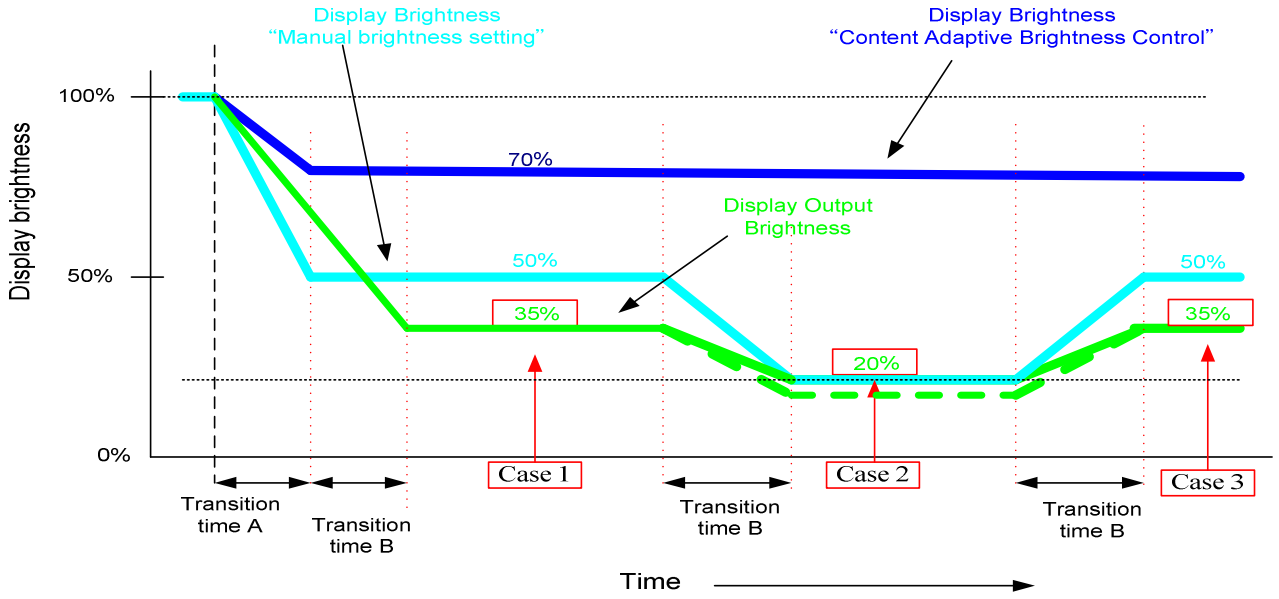 Display Brightness
“Manual brightness setting”
Display Brightness
“Content Adaptive Brightness Control”
100%
Display brightness
70%
Display Output
Brightness
50%
50%
50%
35%
35%
20%
0%
Case 1
Case 2
Case 3
Transition
time A
Transition
time B
Transition
time B
Transition
time B
Time